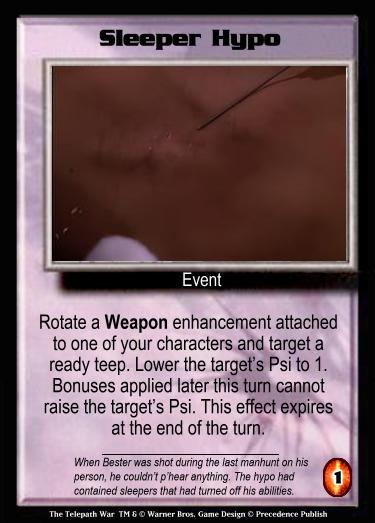 Sleeper Hypo
Event
Rotate a Weapon enhancement attached
to one of your characters and target a
ready teep. Lower the target's Psi to 1.
Bonuses applied later this turn cannot
raise the target's Psi. This effect expires
at the end of the turn.
When Bester was shot during the last manhunt on his
person, he couldn't p'hear anything. The hypo had
contained sleepers that had turned off his abilities.
1
The Telepath War TM & © Warner Bros. Game Design © Precedence Publish